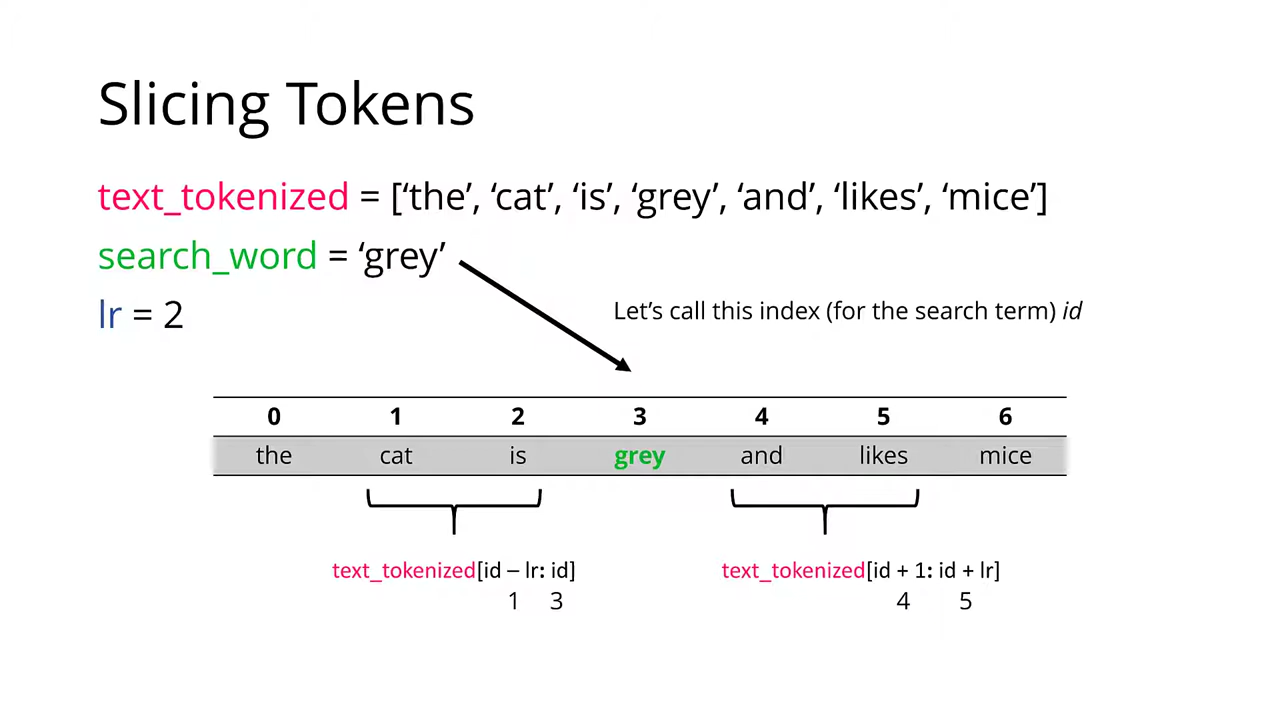 Slicing Tokens
text_tokenized = [‘the’, ‘cat’, ‘is’, ‘grey’, ‘and’, ‘likes’, ‘mice’]
search_word = ‘grey’
lr = 2
Let’s call this index (for the search term) id
0 1 2 3 4 5 6
the cat is grey and likes mice
text_tokenized[id – lr: id] text_tokenized[id + 1: id + lr]
1 3 4 5